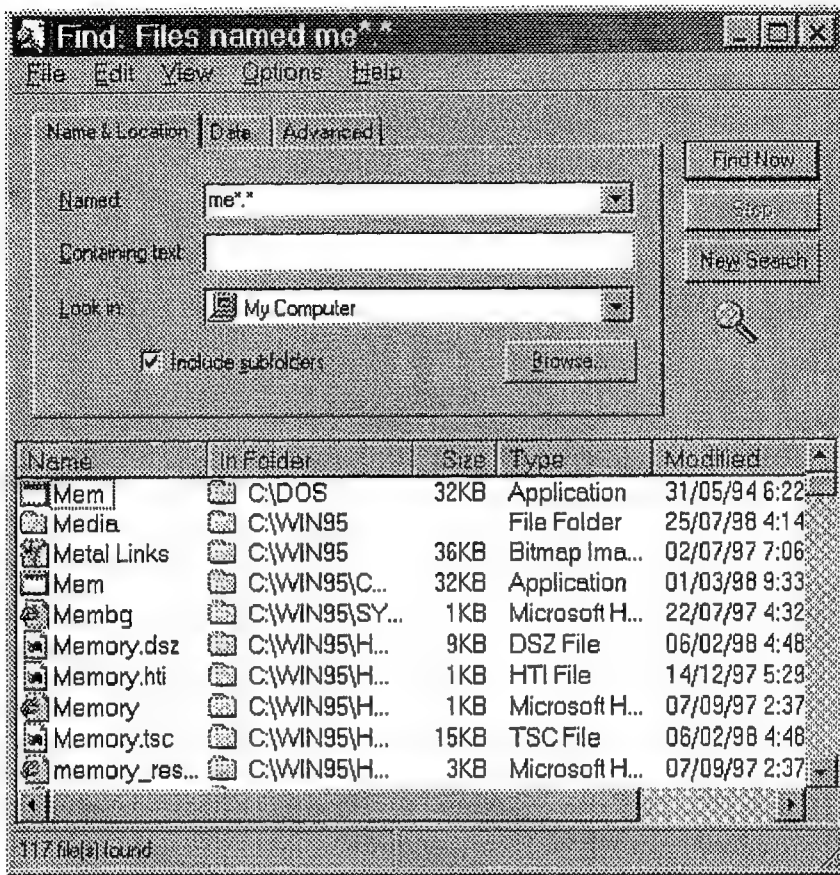 Find: Files named me*.*
File Edit View Options Help
Name & Location Date Advanced
Named: me*.*
Containing text:
Look in: My Computer
Include subfolders
Browse...
Find Now
Stop
New Search
Name In Folder Size Type Modified
Mem C:\DOS 32KB Application 31/05/94 6:22
Media C:\WIN95 File Folder 25/07/98 4:14
Metal Links C:\WIN95 36KB Bitmap Ima... 02/07/97 7:06
Mem C:\WIN95\C... 32KB Application 01/03/98 9:33
Membg C:\WIN95\SY... 1KB Microsoft H... 22/07/97 4:32
Memory.dsz C:\WIN95\H... 9KB DSZ File 06/02/98 4:48
Memory.hti C:\WIN95\H... 1KB HTI File 14/12/97 5:29
Memory C:\WIN95\H... 1KB Microsoft H... 07/09/97 2:37
Memory.tsc C:\WIN95\H... 15KB TSC File 06/02/98 4:48
memory_res... C:\WIN95\H... 3KB Microsoft H... 07/09/97 2:37
117 file(s) found